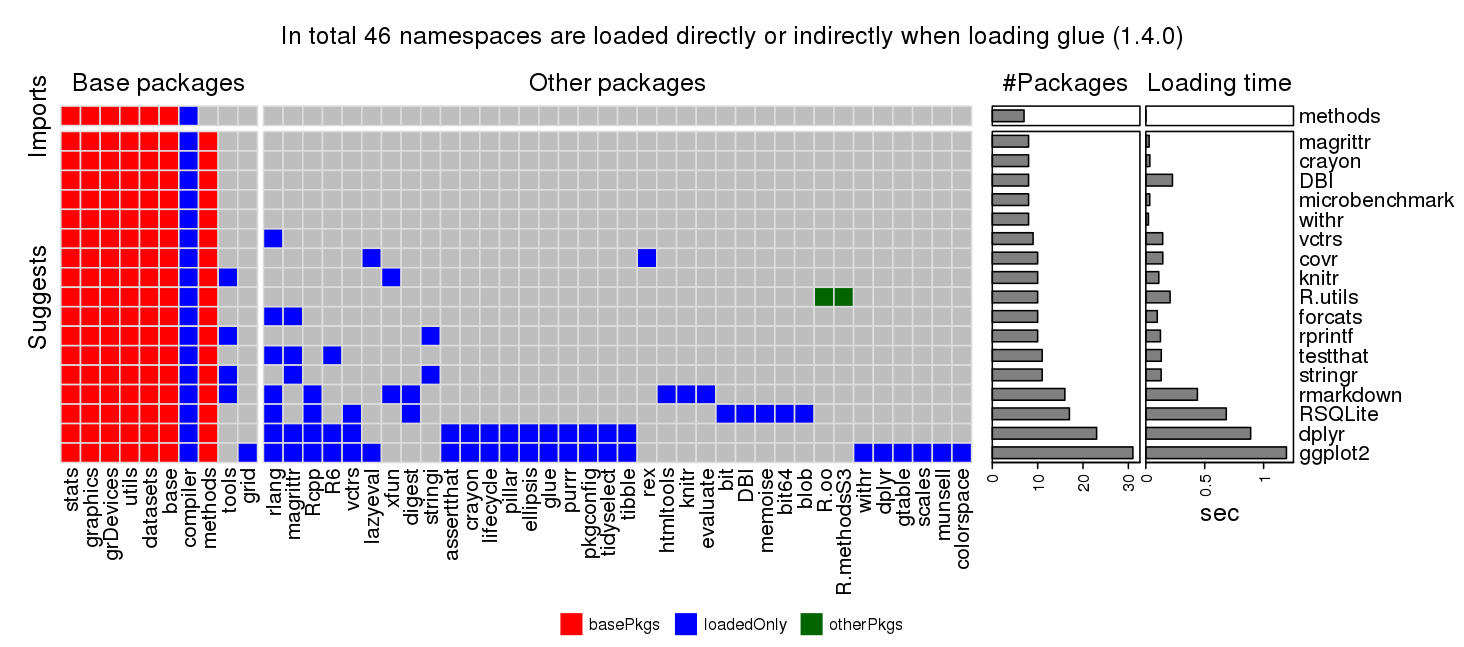 In total 46 namespaces are loaded directly or indirectly when loading glue (1.4.0)
Base packages
Other packages
#Packages
Loading time
Imports
Suggests
methods
magrittr
crayon
DBI
microbenchmark
withr
vctrs
covr
knitr
R.utils
forcats
rprintf
testthat
stringr
rmarkdown
RSQLite
dplyr
ggplot2
stats
graphics
grDevices
utils
datasets
base
compiler
methods
tools
grid
rlang
magrittr
Rcpp
R6
vctrs
lazyeval
xfun
digest
stringi
assertthat
crayon
lifecycle
pillar
ellipsis
glue
purrr
pkgconfig
tidyselect
tibble
rex
htmltools
knitr
evaluate
bit
DBI
memoise
bit64
blob
R.oo
R.methodsS3
withr
dplyr
gtable
scales
munsell
colorspace
0
10
20
30
0
0.5
1
sec
basePkgs
loadedOnly
otherPkgs